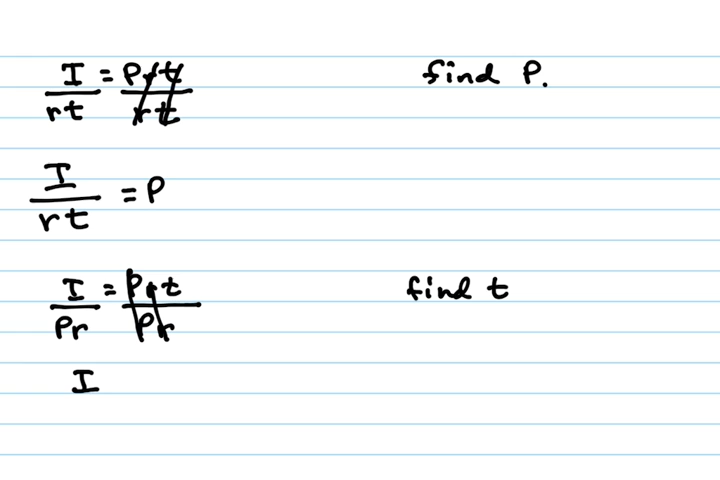 I = Prt find P.
rt rt
I
rt = P
I = Prt find t
Pr Pr
I